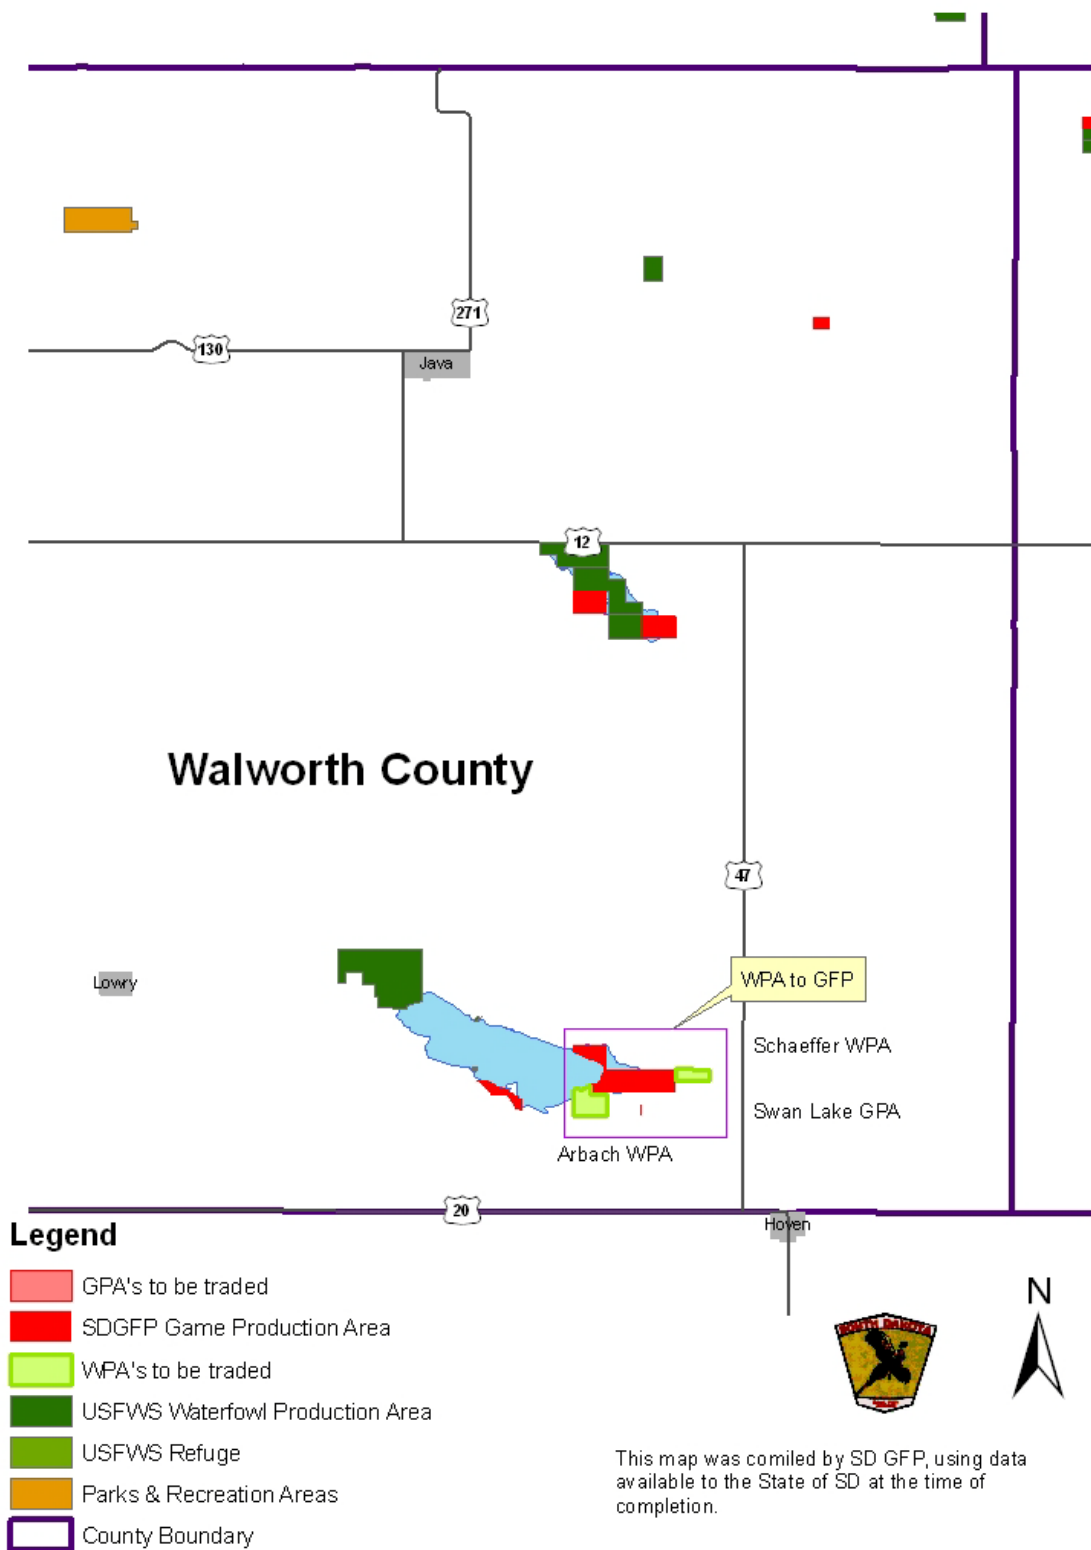 271
130
Java
12
Walworth County
47
Lowry
WPA to GFP
Schaeffer WPA
Swan Lake GPA
Arbach WPA
20
Hoven
Legend
GPA's to be traded
SDGFP Game Production Area
WPA's to be traded
USFWS Waterfowl Production Area
USFWS Refuge
Parks & Recreation Areas
County Boundary
N
SOUTH DAKOTA
This map was comiled by SD GFP, using data
available to the State of SD at the time of
completion.